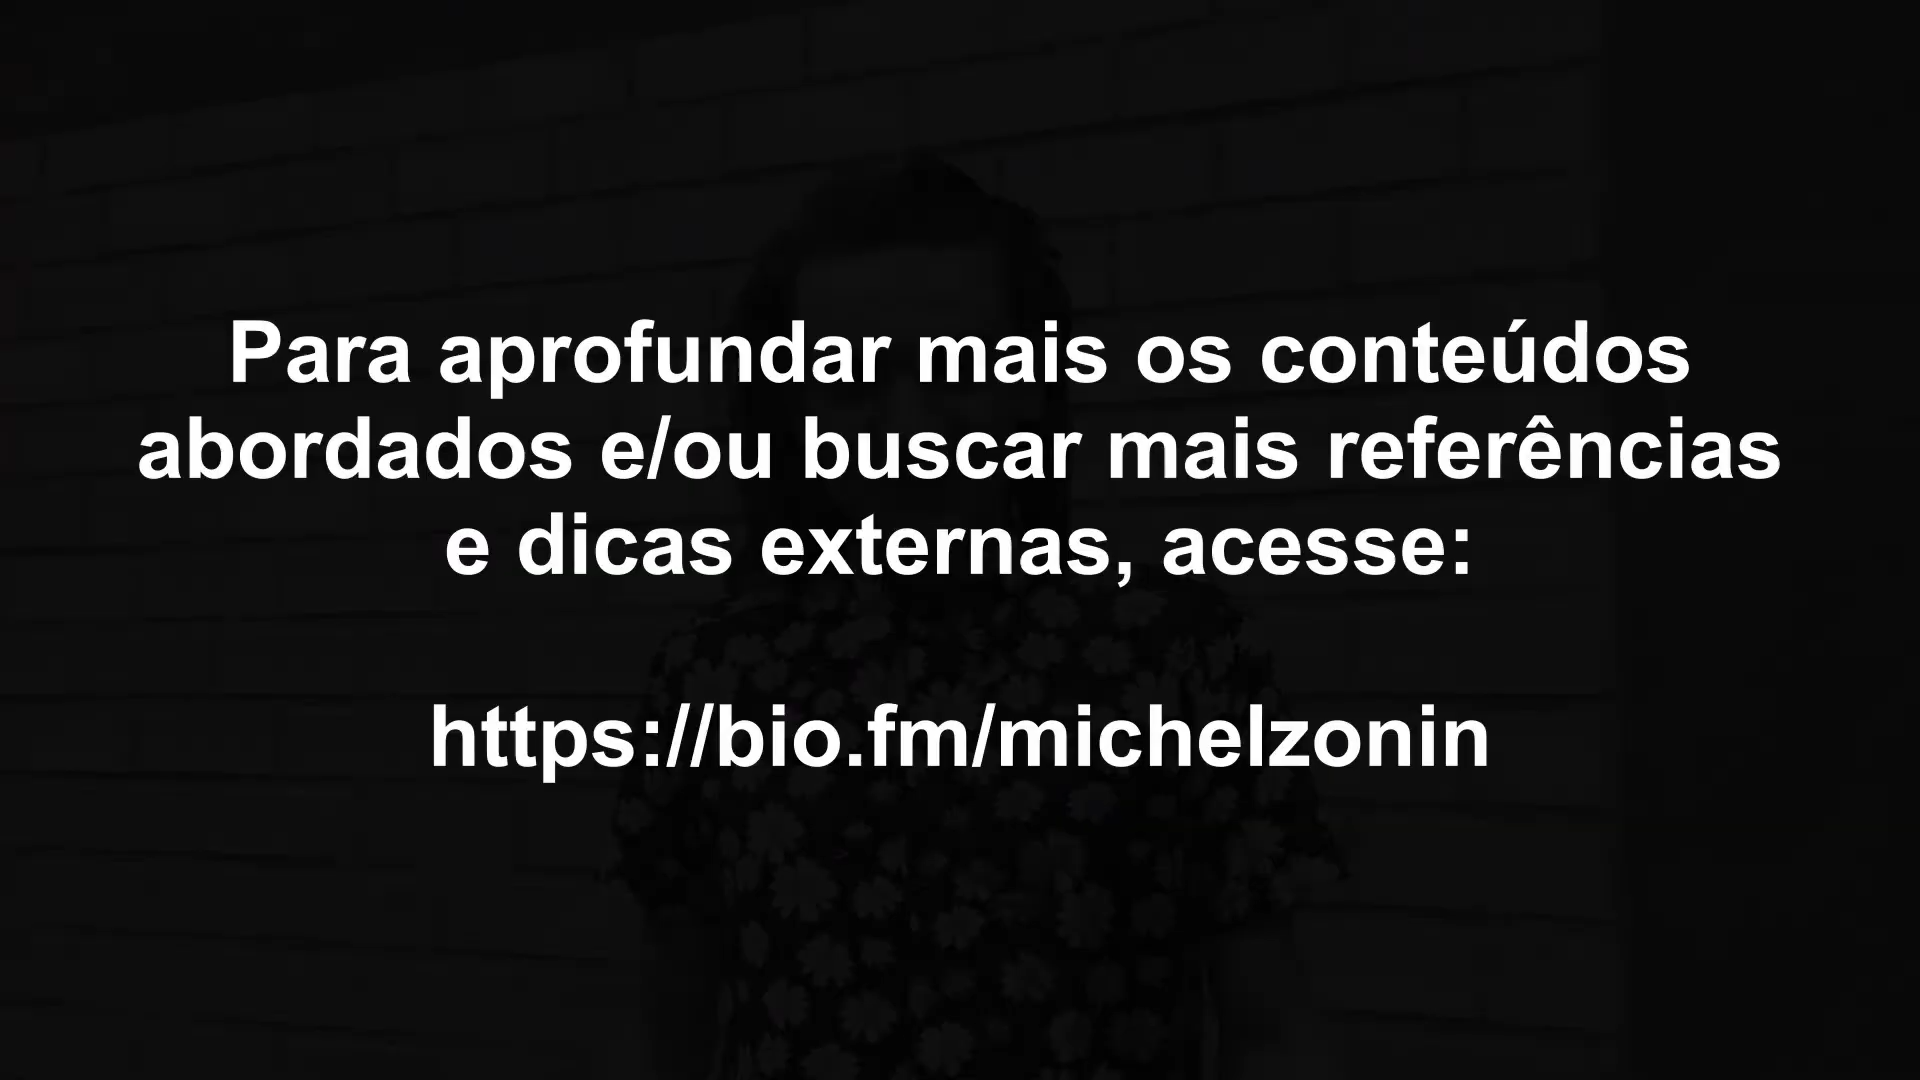 Para aprofundar mais os conteúdos
abordados e/ou buscar mais referências
e dicas externas, acesse:
https://bio.fm/michelzonin